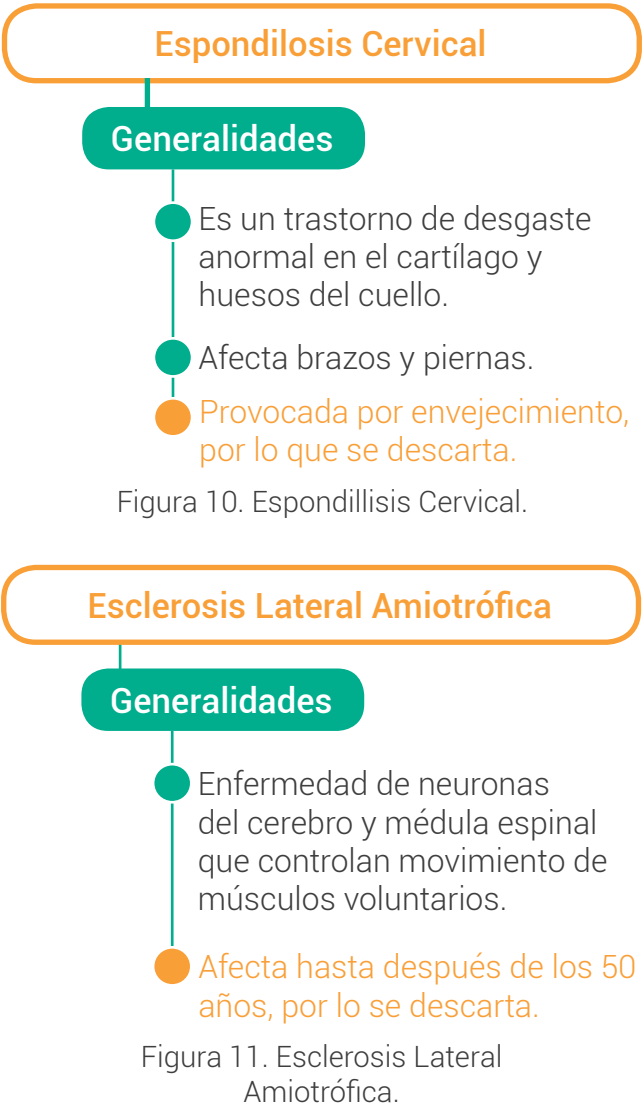 Espondilosis Cervical
Generalidades
Es un trastorno de desgaste
anormal en el cartílago y
huesos del cuello.
Afecta brazos y piernas.
Provocada por envejecimiento,
por lo que se descarta.
Figura 10. Espondillisis Cervical.
Esclerosis Lateral Amiotrófica
Generalidades
Enfermedad de neuronas
del cerebro y médula espinal
que controlan movimiento de
músculos voluntarios.
Afecta hasta después de los 50
años, por lo se descarta.
Figura 11. Esclerosis Lateral
Amiotrófica.